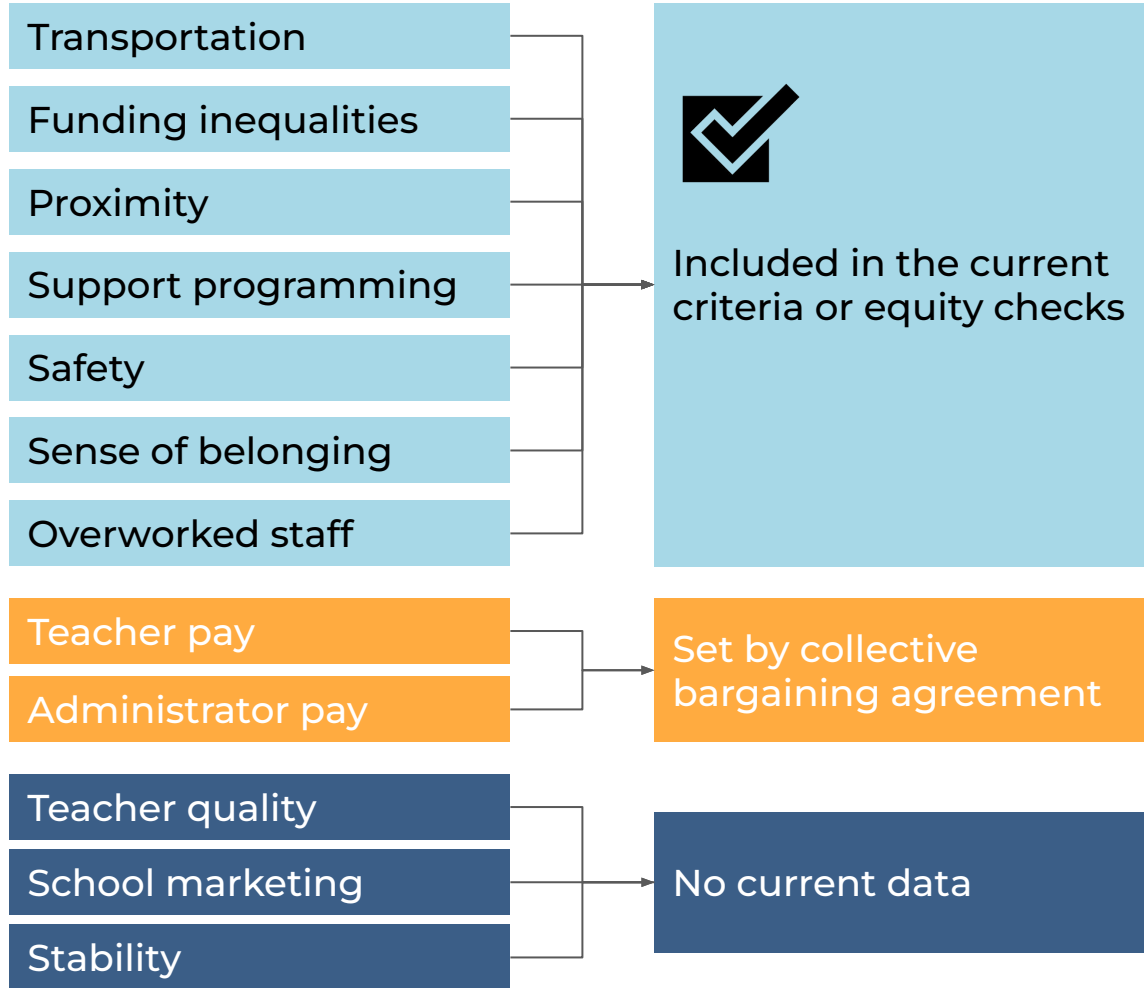 Transportation
Funding inequalities
Proximity
Support programming
Safety
Sense of belonging
Overworked staff
Included in the current
criteria or equity checks
Teacher pay
Administrator pay
Set by collective
bargaining agreement
Teacher quality
School marketing
Stability
No current data